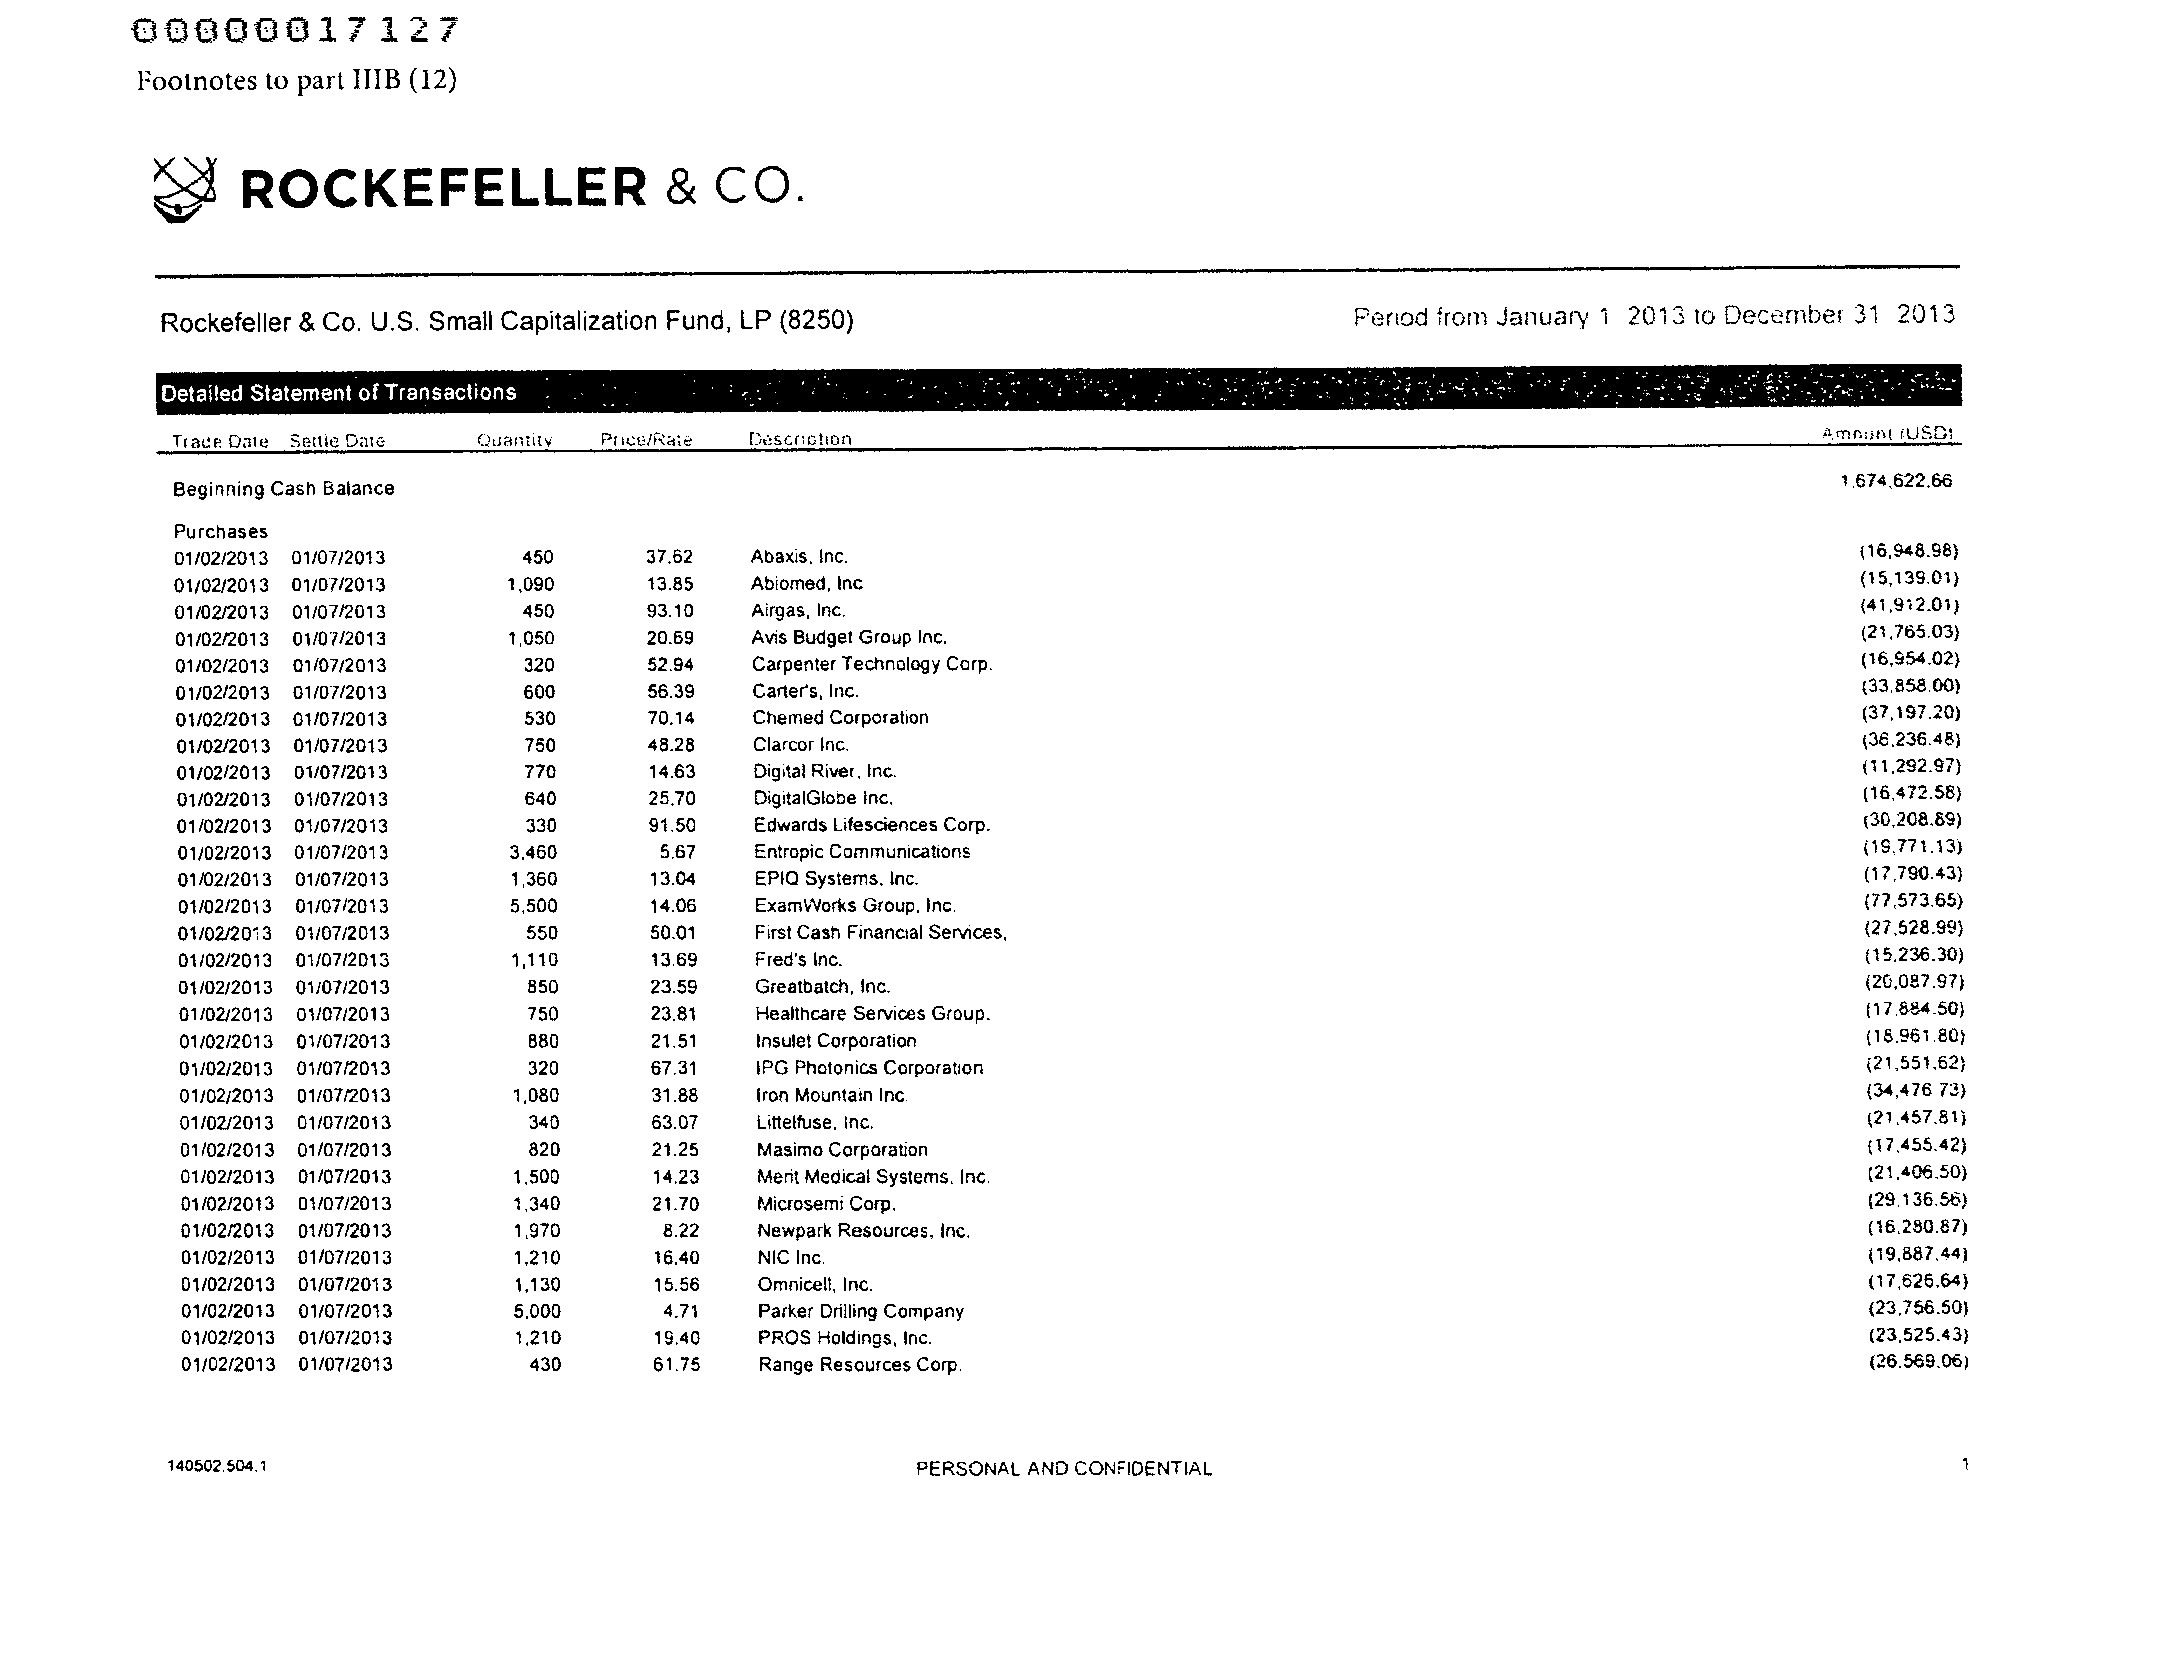 00000017127
Footnotes to part IIIB (12)
ROCKEFELLER & CO.
Rockefeller & Co. U.S. Small Capitalization Fund, LP (8250) Period from January 1 2013 to December 31 2013
Detailed Statement of Transactions
Trade Date Settle Date Quantity Price/Rate Description Amount (USD)
Beginning Cash Balance 1,674,622.66
Purchases
01/02/2013 01/07/2013 450 37.62 Abaxis, Inc. (16,948.98)
01/02/2013 01/07/2013 1,090 13.85 Abiomed, Inc (15,139.01)
01/02/2013 01/07/2013 450 93.10 Airgas, Inc. (41,912.01)
01/02/2013 01/07/2013 1,050 20.69 Avis Budget Group Inc. (21,765.03)
01/02/2013 01/07/2013 320 52.94 Carpenter Technology Corp. (16,954.02)
01/02/2013 01/07/2013 600 56.39 Carter's, Inc. (33,858.00)
01/02/2013 01/07/2013 530 70.14 Chemed Corporation (37,197.20)
01/02/2013 01/07/2013 750 48.28 Clarcor Inc. (36,236.48)
01/02/2013 01/07/2013 770 14.63 Digital River, Inc. (11,292.97)
01/02/2013 01/07/2013 640 25.70 DigitalGlobe Inc. (16,472.58)
01/02/2013 01/07/2013 330 91.50 Edwards Lifesciences Corp. (30,208.89)
01/02/2013 01/07/2013 3,460 5.67 Entropic Communications (19,771.13)
01/02/2013 01/07/2013 1,360 13.04 EPIQ Systems, Inc. (17,790.43)
01/02/2013 01/07/2013 5,500 14.06 ExamWorks Group, Inc. (77,573.65)
01/02/2013 01/07/2013 550 50.01 First Cash Financial Services, (27,528.99)
01/02/2013 01/07/2013 1,110 13.69 Fred's Inc. (15,236.30)
01/02/2013 01/07/2013 850 23.59 Greatbatch, Inc. (20,087.97)
01/02/2013 01/07/2013 750 23.81 Healthcare Services Group. (17,884.50)
01/02/2013 01/07/2013 880 21.51 Insulet Corporation (18,961.80)
01/02/2013 01/07/2013 320 67.31 IPG Photonics Corporation (21,551.62)
01/02/2013 01/07/2013 1,080 31.88 Iron Mountain Inc. (34,476 73)
01/02/2013 01/07/2013 340 63.07 Littelfuse, Inc. (21,457.81)
01/02/2013 01/07/2013 820 21.25 Masimo Corporation (17,455.42)
01/02/2013 01/07/2013 1,500 14.23 Merit Medical Systems, Inc. (21,406.50)
01/02/2013 01/07/2013 1,340 21.70 Microsemi Corp. (29,136.56)
01/02/2013 01/07/2013 1,970 8.22 Newpark Resources, Inc. (16,280.87)
01/02/2013 01/07/2013 1,210 16.40 NIC Inc. (19,887.44)
01/02/2013 01/07/2013 1,130 15.56 Omnicell, Inc. (17,626.64)
01/02/2013 01/07/2013 5,000 4.71 Parker Drilling Company (23,756.50)
01/02/2013 01/07/2013 1,210 19.40 PROS Holdings, Inc. (23,525.43)
01/02/2013 01/07/2013 430 61.75 Range Resources Corp. (26,569.06)
140502.504.1 PERSONAL AND CONFIDENTIAL 1